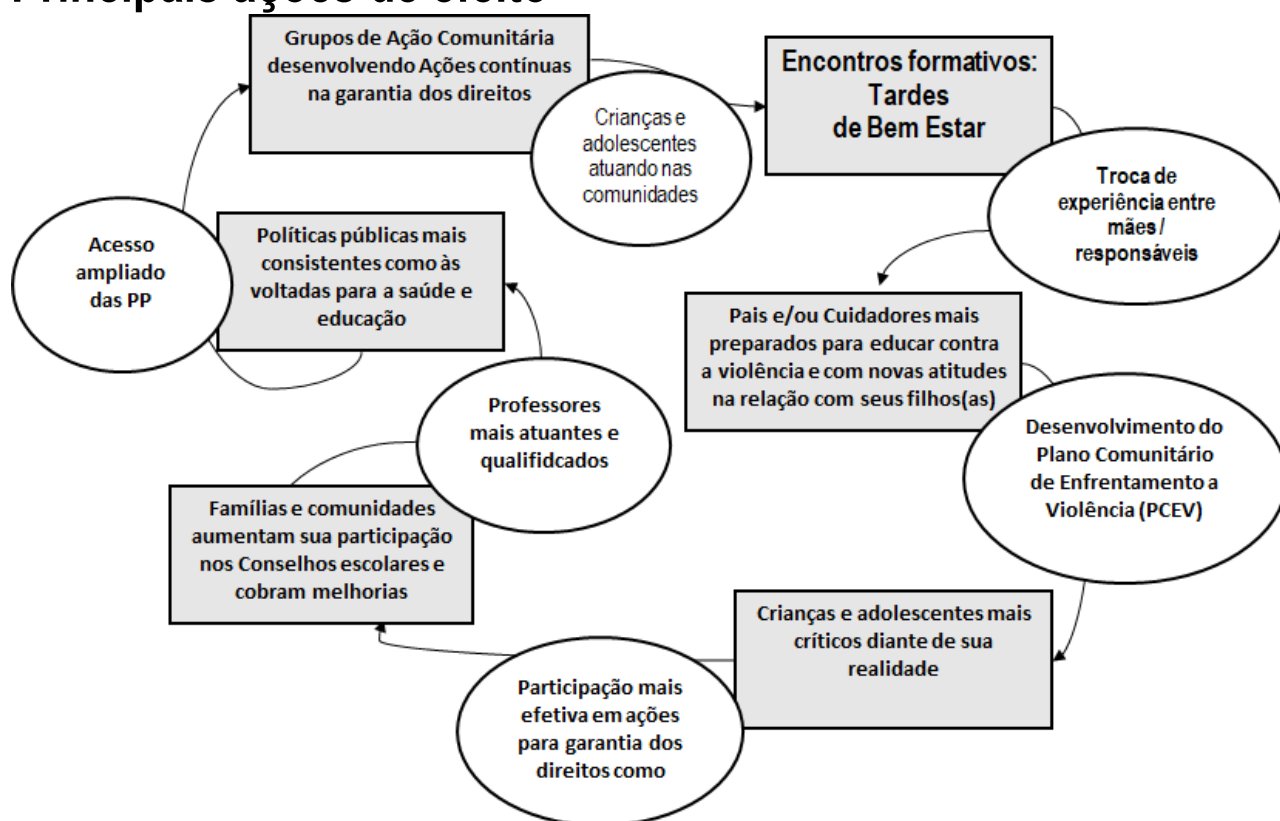 Principais ações do efeito
Grupos de Ação Comunitária
desenvolvendo Ações contínuas
na garantia dos direitos
Crianças e
adolescentes
atuando nas
comunidades
Encontros formativos:
Tardes
de Bem Estar
Troca de
experiência entre
mães /
responsáveis
Pais e/ou Cuidadores mais
preparados para educar contra
a violência e com novas atitudes
na relação com seus filhos(as)
Desenvolvimento do
Plano Comunitário
de Enfrentamento a
Violência (PCEV)
Crianças e adolescentes mais
críticos diante de sua
realidade
Participação mais
efetiva em ações
para garantia dos
direitos como
Famílias e comunidades
aumentam sua participação
nos Conselhos escolares e
cobram melhorias
Professores
mais atuantes e
qualifidcados
Políticas públicas mais
consistentes como às
voltadas para a saúde e
educação
Acesso
ampliado
das PP